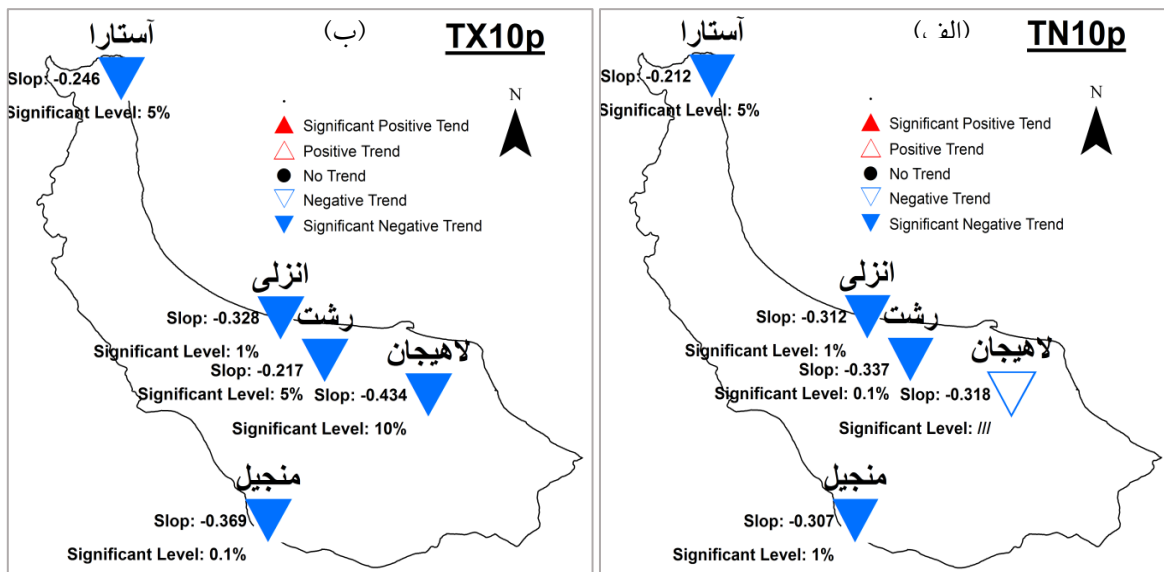 آستارا
(ب)
TX10p
Slop: -0.246
Significant Level: 5%
N
Significant Positive Tend
Positive Trend
No Trend
Negative Trend
Significant Negative Trend
انزلی
Slop: -0.328
رشت
Significant Level: 1%
لاهیجان
Slop: -0.217
Significant Level: 5%
Slop: -0.434
Significant Level: 10%
منجیل
Slop: -0.369
Significant Level: 0.1%
آستارا
(الف)
TN10p
Slop: -0.212
Significant Level: 5%
N
Significant Positive Tend
Positive Trend
No Trend
Negative Trend
Significant Negative Trend
انزلی
Slop: -0.312
رشت
Significant Level: 1%
لاهیجان
Slop: -0.337
Significant Level: 0.1%
Slop: -0.318
Significant Level: ///
منجیل
Slop: -0.307
Significant Level: 1%